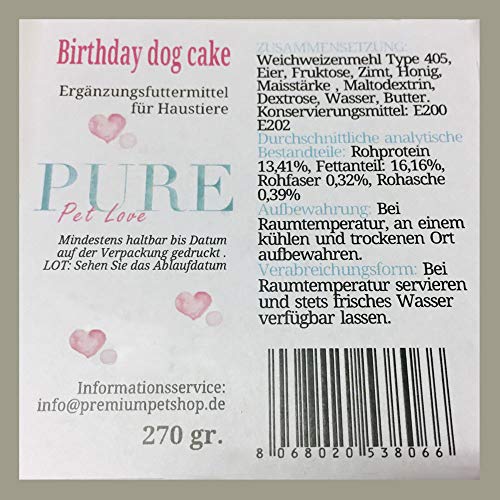 Birthday dog cake
Ergänzungsfuttermittel
für Haustiere
PURE
Pet Love
Mindestens haltbar bis Datum
auf der Verpackung gedruckt .
LOT: Sehen Sie das Ablaufdatum
Informationsservice:
info@premiumpetshop.de
270 gr.
ZUSAMMENSETZUNG:
Weichweizenmehl Type 405,
Eier, Fruktose, Zimt, Honig,
Maisstärke , Maltodextrin,
Dextrose, Wasser, Butter.
Konservierungsmittel: E200
E202
Durchschnittliche analytische
Bestandteile: Rohprotein
13,41%, Fettanteil: 16,16%,
Rohfaser 0,32%, Rohasche
0,39%
Aufbewahrung: Bei
Raumtemperatur, an einem
kühlen und trockenen Ort
aufbewahren.
Verabreichungsform: Bei
Raumtemperatur servieren
und stets frisches Wasser
verfügbar lassen.
8 068020 538066